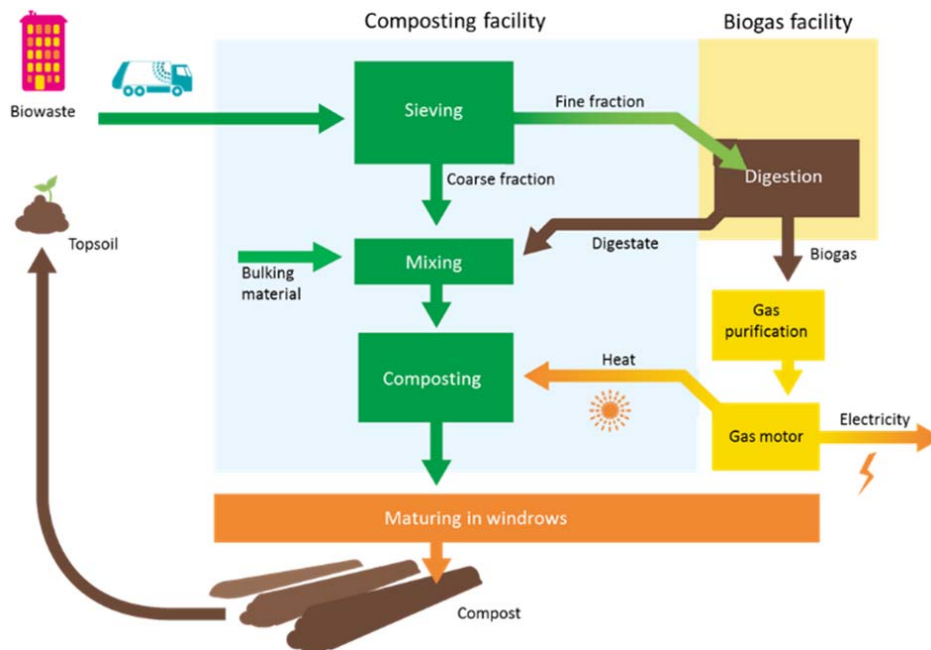 Composting facility
Biogas facility
Biowaste
Sieving
Fine fraction
Coarse fraction
Digestion
Topsoil
Digestate
Biogas
Mixing
Bulking
material
Gas
purification
Heat
Composting
Electricity
Gas motor
Maturing in windrows
Compost